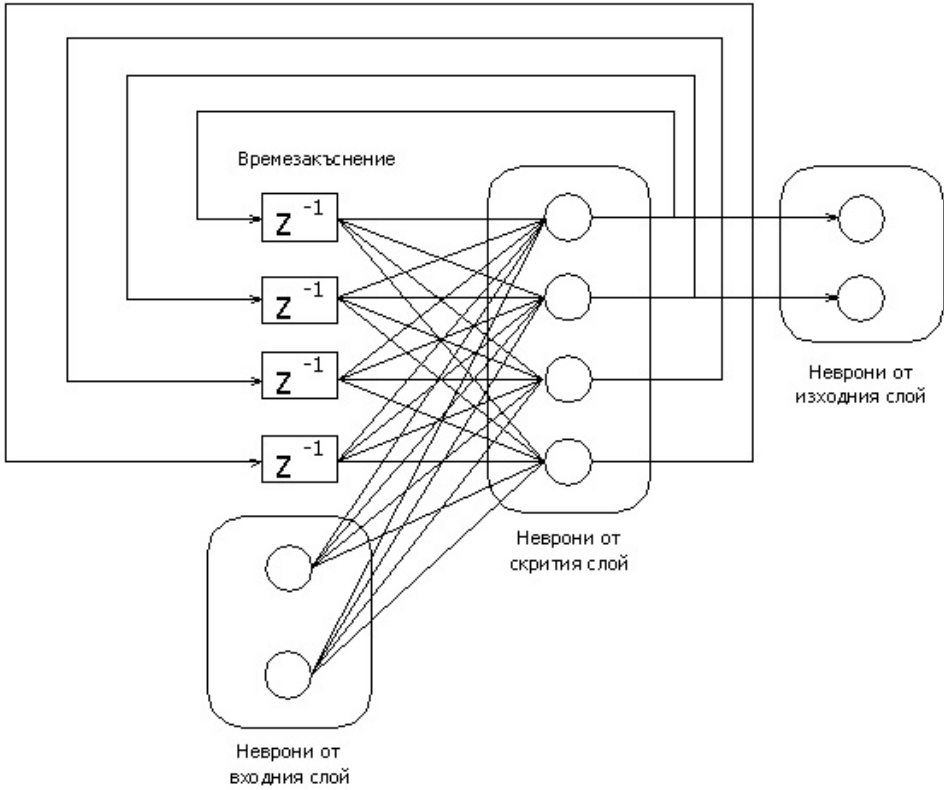 Времезакъснение
z -1
z -1
z -1
z -1
Неврони от
изходния слой
Неврони от
скрития слой
Неврони от
входния слой